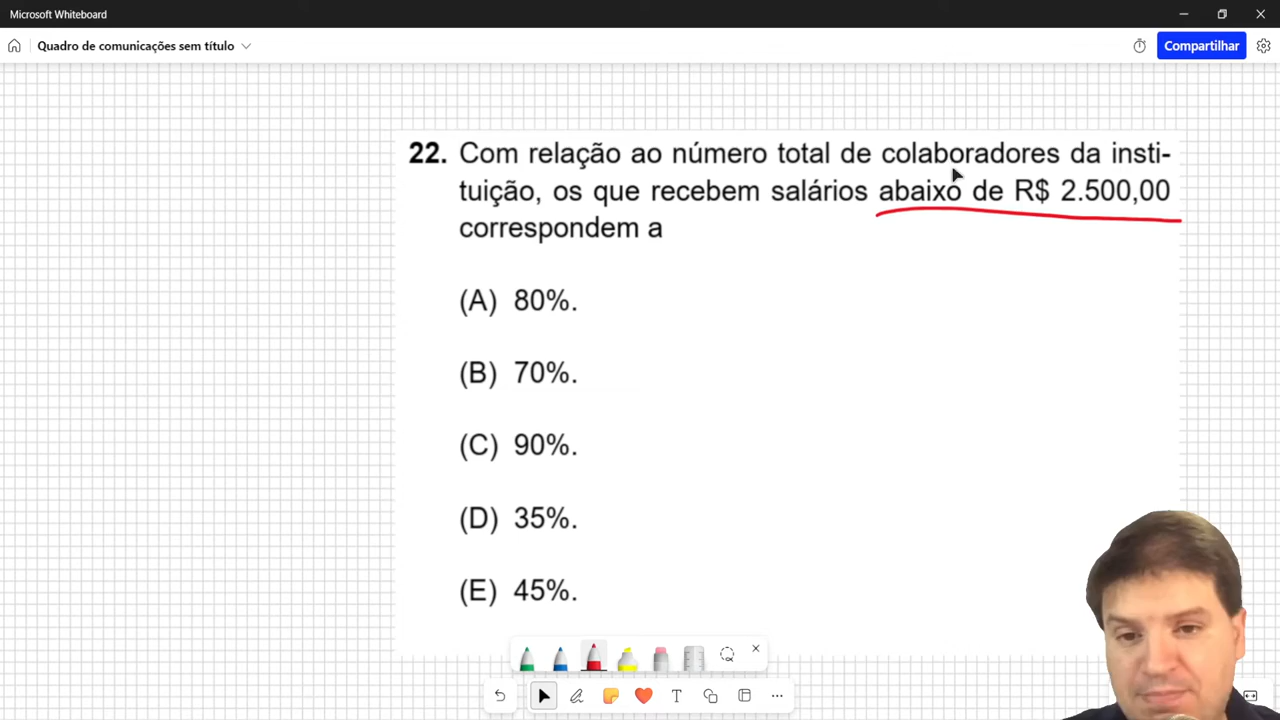 Microsoft Whiteboard
Quadro de comunicações sem título
Compartilhar
22. Com relação ao número total de colaboradores da insti-
tuição, os que recebem salários abaixo de R$ 2.500,00
correspondem a
(A) 80%.
(B) 70%.
(C) 90%.
(D) 35%.
(E) 45%.